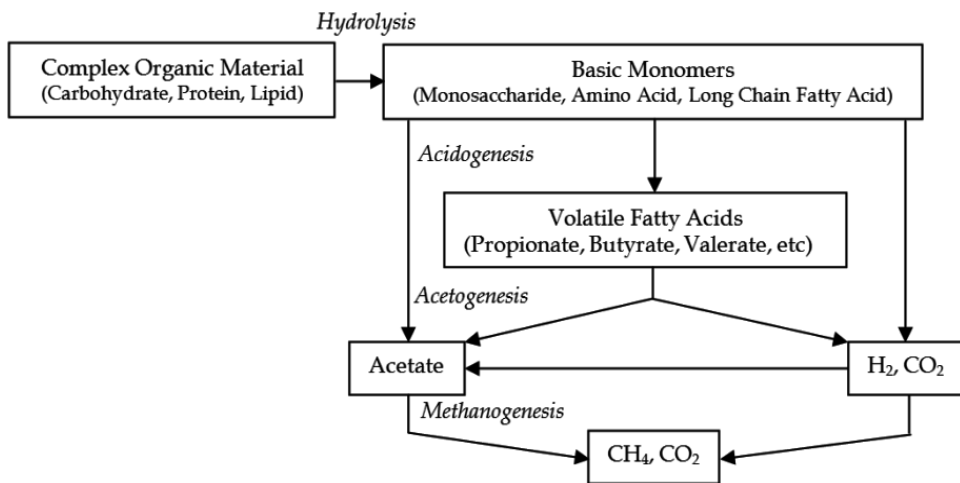 Hydrolysis
Complex Organic Material
(Carbohydrate, Protein, Lipid)
Basic Monomers
(Monosaccharide, Amino Acid, Long Chain Fatty Acid)
Acidogenesis
Volatile Fatty Acids
(Propionate, Butyrate, Valerate, etc)
Acetogenesis
Acetate
H₂, CO₂
Methanogenesis
CH₄, CO₂